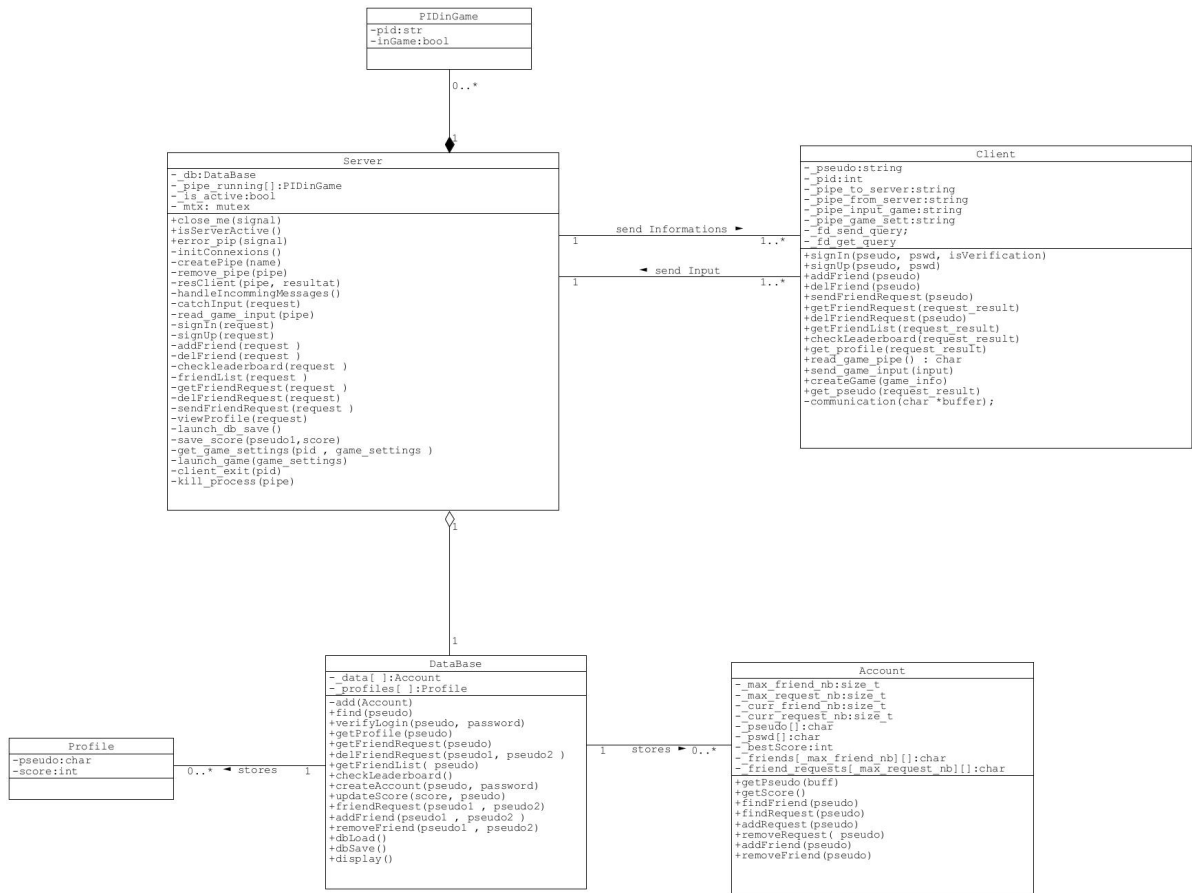 PIDinGame
-pid:str
-inGame:bool
0..*
1
Server
-_db:DataBase
-_pipe_running[]:PIDinGame
-_is_active:bool
-_mtx: mutex
+close_me(signal)
+isServerActive()
+error_pip(signal)
-initConnexions()
-createPipe(name)
-remove_pipe(pipe)
-resClient(pipe, resultat)
-handleIncommingMessages()
-catchInput(request)
-read_game_input(pipe)
-signIn(request)
-signUp(request)
-addFriend(request )
-delFriend(request )
-checkleaderboard(request )
-friendList(request )
-getFriendRequest(request )
-delFriendRequest(request)
-sendFriendRequest(request )
-viewProfile(request)
-launch_db_save()
-save_score(pseudo1,score)
-get_game_settings(pid , game_settings )
-launch_game(game_settings)
-client_exit(pid)
-kill_process(pipe)
send Informations ►
1
1..*
◄ send Input
1
1..*
Client
-_pseudo:string
-_pid:int
-_pipe_to_server:string
-_pipe_from_server:string
-_pipe_input_game:string
-_pipe_game_sett:string
-_fd_send_query;
-_fd_get_query
+signIn(pseudo, pswd, isVerification)
+signUp(pseudo, pswd)
+addFriend(pseudo)
+delFriend(pseudo)
+sendFriendRequest(pseudo)
+getFriendRequest(request_result)
+delFriendRequest(pseudo)
+getFriendList(request_result)
+checkLeaderboard(request_result)
+get_profile(request_result)
+read_game_pipe() : char
+send_game_input(input)
+createGame(game_info)
+get_pseudo(request_result)
-communication(char *buffer);
1
1
DataBase
-_data[ ]:Account
-_profiles[ ]:Profile
-add(Account)
+find(pseudo)
+verifyLogin(pseudo, password)
+getProfile(pseudo)
+getFriendRequest(pseudo)
+delFriendRequest(pseudo1, pseudo2 )
+getFriendList( pseudo)
+checkLeaderboard()
+createAccount(pseudo, password)
+updateScore(score, pseudo)
+friendRequest(pseudo1 , pseudo2)
+addFriend(pseudo1 , pseudo2 )
+removeFriend(pseudo1 , pseudo2)
+dbLoad()
+dbSave()
+display()
Profile
-pseudo:char
-score:int
0..* ◄ stores 1
1 stores ► 0..*
Account
-_max_friend_nb:size_t
-_max_request_nb:size_t
-_curr_friend_nb:size_t
-_curr_request_nb:size_t
-_pseudo[]:char
-_pswd[]:char
-_bestScore:int
-_friends[_max_friend_nb][]:char
-_friend_requests[_max_request_nb][]:char
+getPseudo(buff)
+getScore()
+findFriend(pseudo)
+findRequest(pseudo)
+addRequest(pseudo)
+removeRequest( pseudo)
+addFriend(pseudo)
+removeFriend(pseudo)